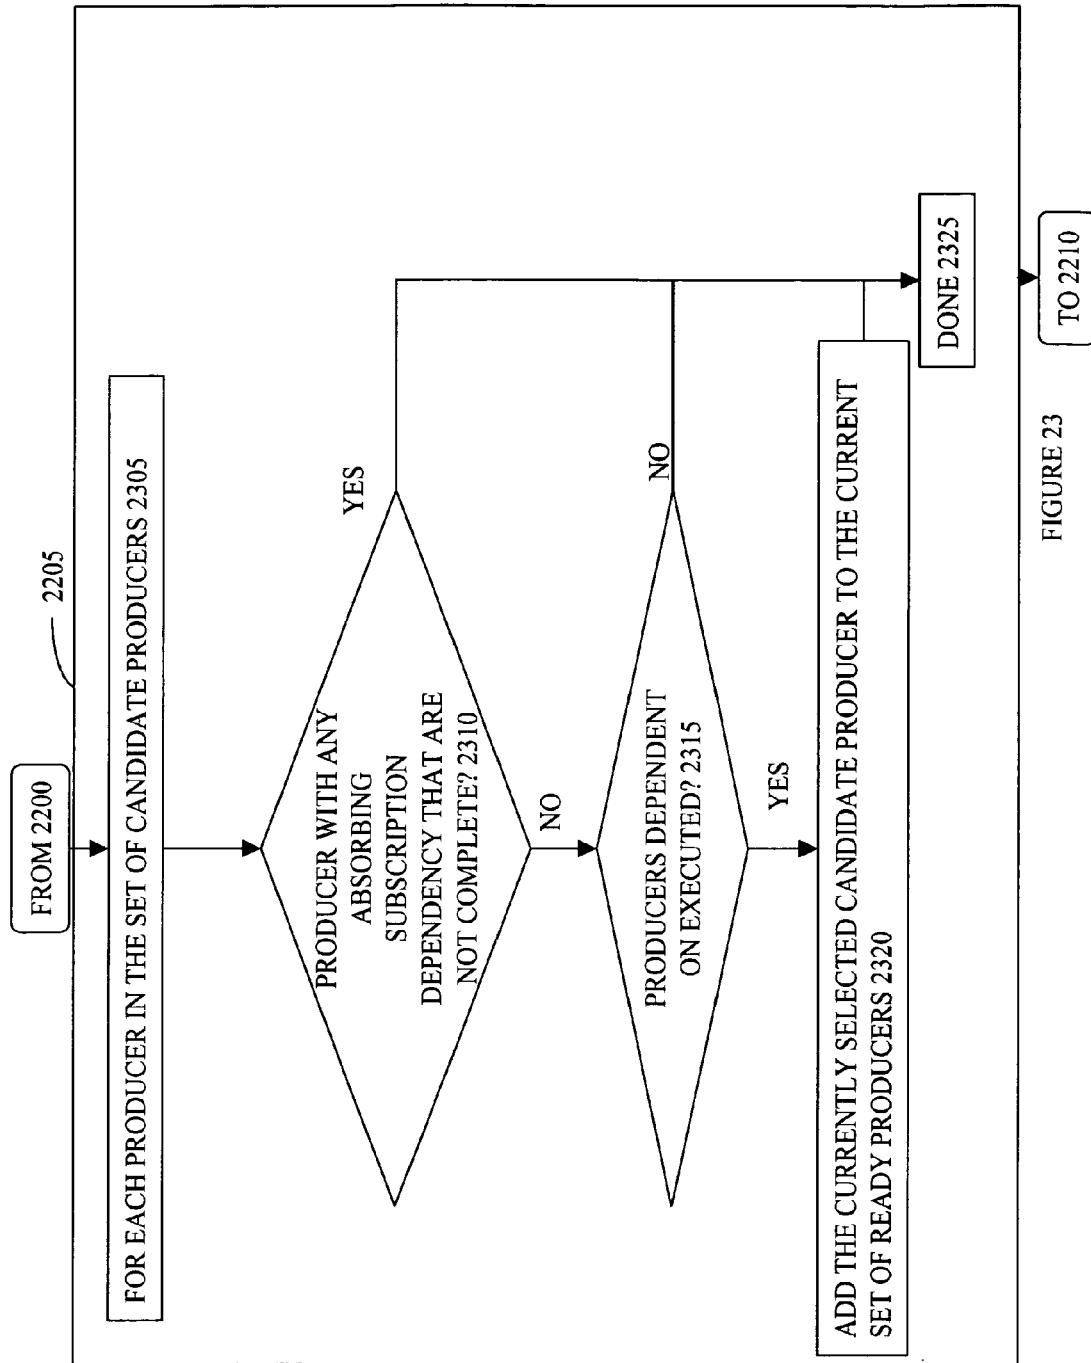 FROM 2200
2205
FOR EACH PRODUCER IN THE SET OF CANDIDATE PRODUCERS 2305
PRODUCER WITH ANY
ABSORBING
SUBSCRIPTION
DEPENDENCY THAT ARE
NOT COMPLETE? 2310
YES
NO
PRODUCERS DEPENDENT
ON EXECUTED? 2315
NO
YES
ADD THE CURRENTLY SELECTED CANDIDATE PRODUCER TO THE CURRENT
SET OF READY PRODUCERS 2320
DONE 2325
TO 2210
FIGURE 23